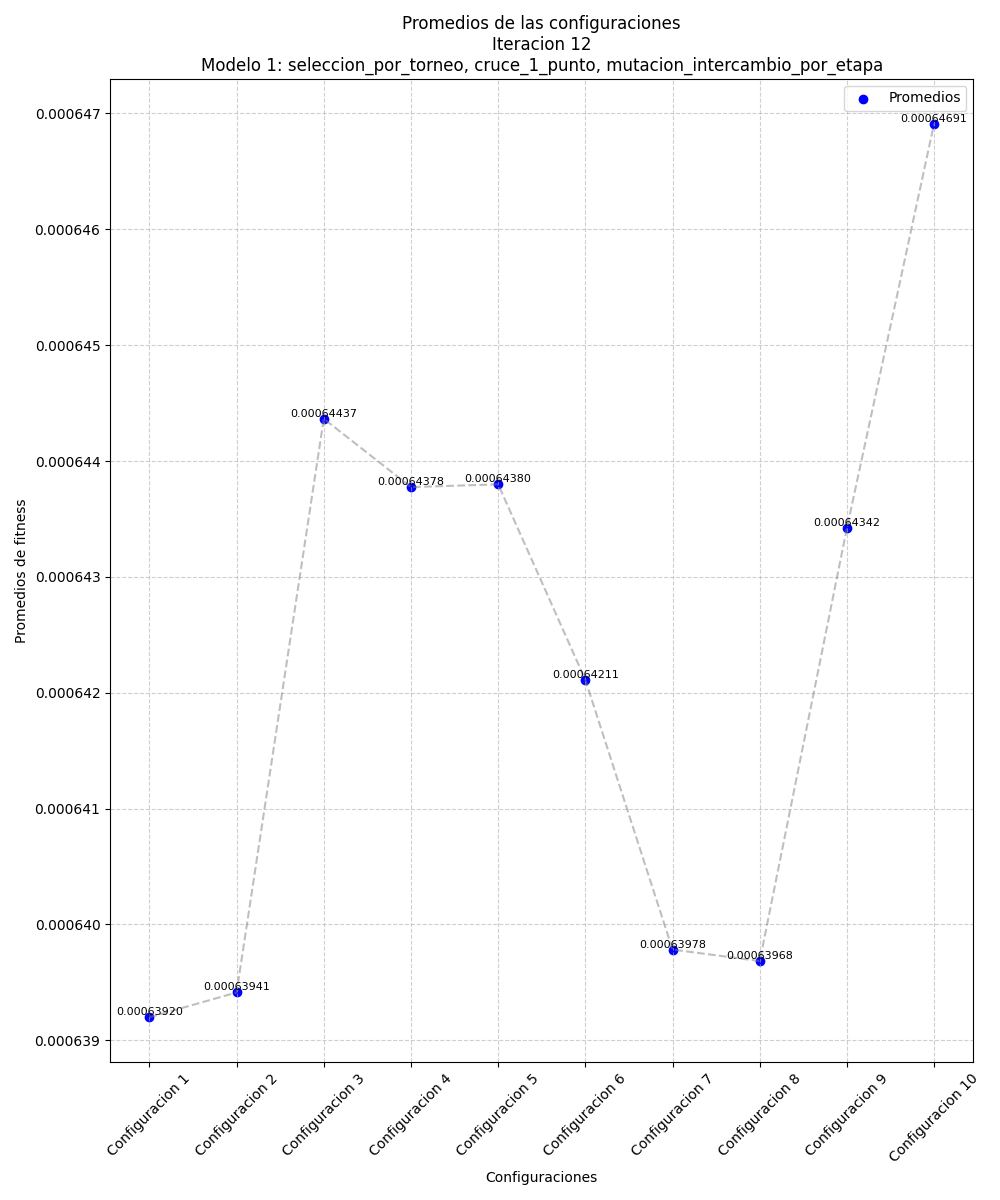 Promedios de las configuraciones
Iteracion 12
Modelo 1: seleccion_por_torneo, cruce_1_punto, mutacion_intercambio_por_etapa
Promedios
0.000647
0.000646
0.000645
0.000644
0.000643
0.000642
0.000641
0.000640
0.000639
Promedios de fitness
0.00063920
0.00063941
0.00064437
0.00064378
0.00064380
0.00064211
0.00063978
0.00063968
0.00064342
0.00064691
Configuracion 1
Configuracion 2
Configuracion 3
Configuracion 4
Configuracion 5
Configuracion 6
Configuracion 7
Configuracion 8
Configuracion 9
Configuracion 10
Configuraciones